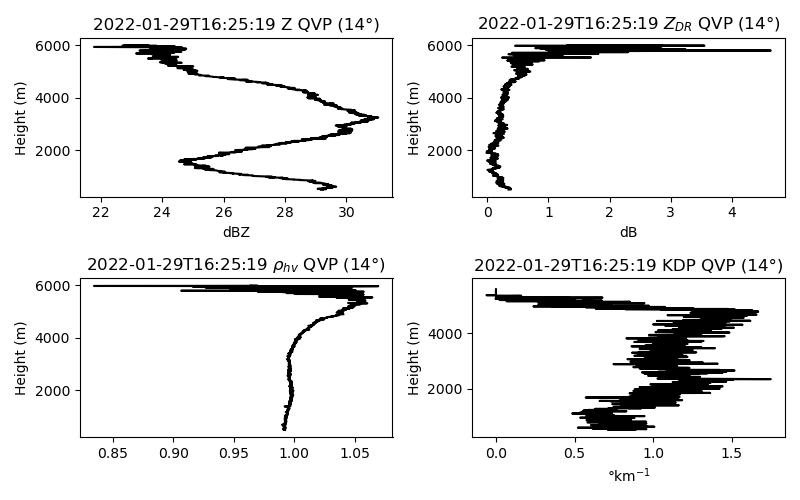 2022-01-29T16:25:19 Z QVP (14°)
6000
4000
2000
Height (m)
22 24 26 28 30
dBZ
2022-01-29T16:25:19 Z_DR QVP (14°)
6000
4000
2000
Height (m)
0 1 2 3 4
dB
2022-01-29T16:25:19 ρ_hv QVP (14°)
6000
4000
2000
Height (m)
0.85 0.90 0.95 1.00 1.05
2022-01-29T16:25:19 KDP QVP (14°)
4000
2000
Height (m)
0.0 0.5 1.0 1.5
°km⁻¹